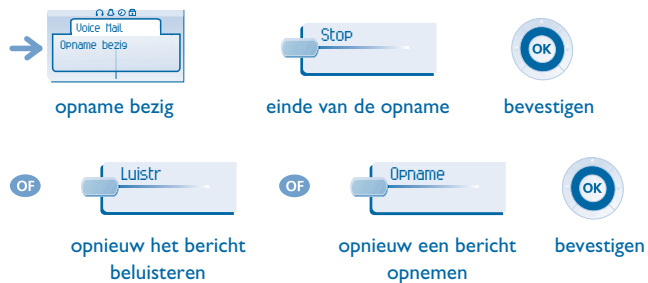 Voice Mail
Opname bezig
Stop
OK
opname bezig
einde van de opname
bevestigen
OF
Luistr
OF
Opname
OK
opnieuw het bericht
beluisteren
opnieuw een bericht
opnemen
bevestigen